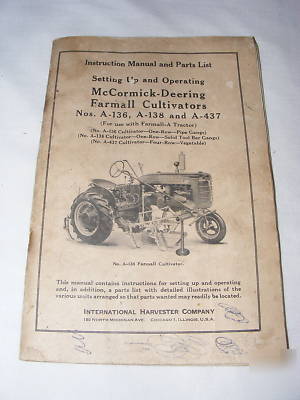 Instruction Manual and Parts List
Setting Up and Operating
McCormick-Deering
Farmall Cultivators
Nos. A-136, A-138 and A-437
(For use with Farmall-A Tractor)
(No. A-136 Cultivator—One-Row—Pipe Gangs)
(No. A-138 Cultivator—One-Row—Solid Tool Bar Gangs)
(No. A-437 Cultivator—Four-Row—Vegetable)
No. A-138 Farmall Cultivator.
This manual contains instructions for setting up and operating
and, in addition, a parts list with detailed illustrations of the
various units arranged so that parts wanted may readily be located.
INTERNATIONAL HARVESTER COMPANY
180 NORTH MICHIGAN AVE. CHICAGO 1, ILLINOIS, U.S.A.